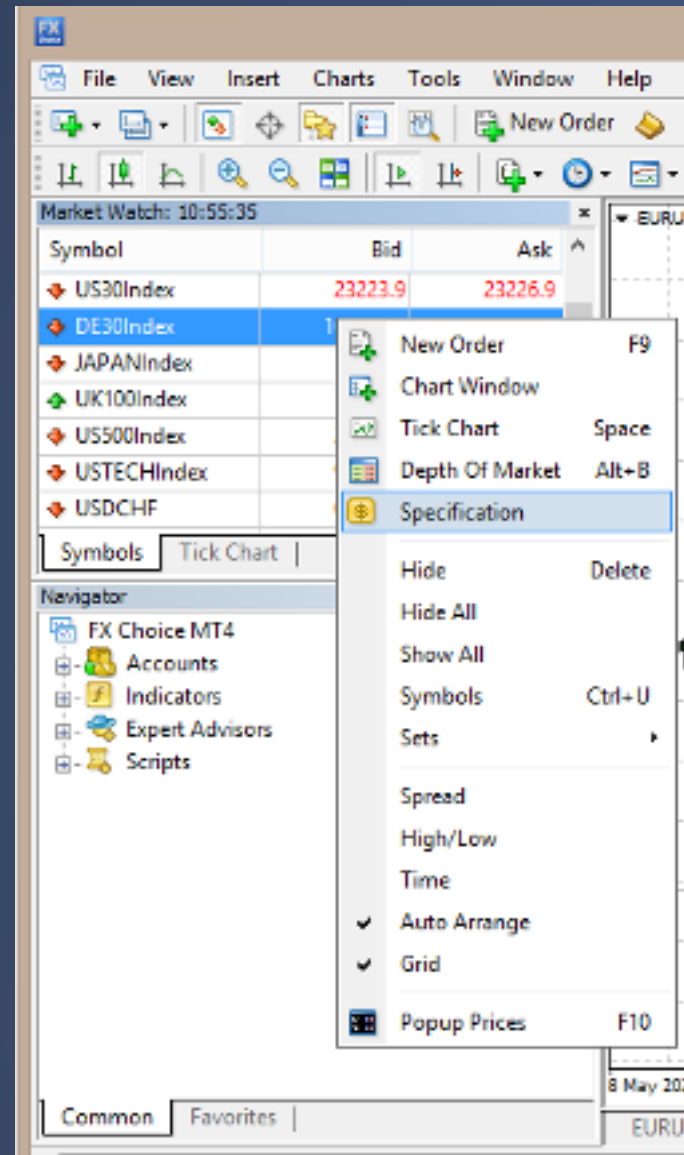 FX
File View Insert Charts Tools Window Help
New Order
Market Watch: 10:55:35
EURU
Symbol Bid Ask
US30Index 23223.9 23226.9
DE30Index 1
JAPANIndex
UK100Index
US500Index
USTECHIndex
USDCHF
Symbols Tick Chart
New Order F9
Chart Window
Tick Chart Space
Depth Of Market Alt+B
Specification
Hide Delete
Hide All
Show All
Symbols Ctrl+U
Sets
Spread
High/Low
Time
Auto Arrange
Grid
Popup Prices F10
Navigator
FX Choice MT4
Accounts
Indicators
Expert Advisors
Scripts
Common Favorites
8 May 202
EURU